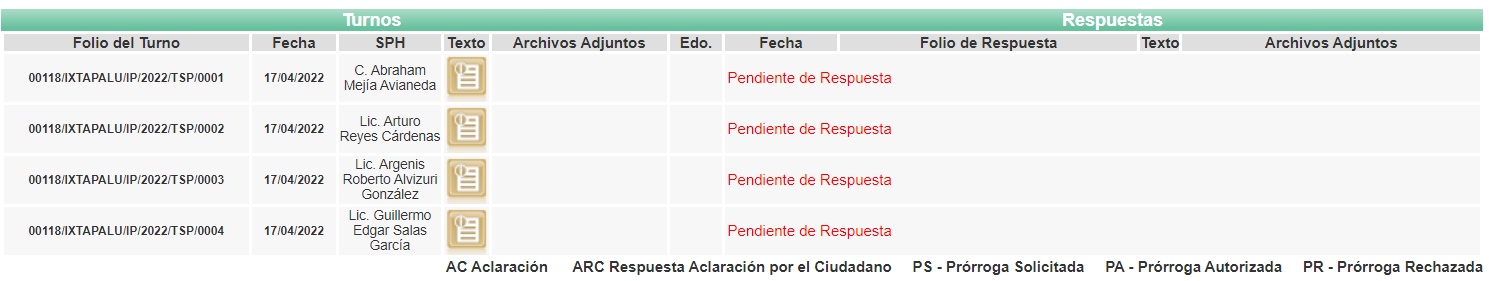 Turnos Respuestas
Folio del Turno Fecha SPH Texto Archivos Adjuntos Edo. Fecha Folio de Respuesta Texto Archivos Adjuntos
00118/IXTAPALU/IP/2022/TSP/0001 17/04/2022 C. Abraham
Mejía Avianeda Pendiente de Respuesta
00118/IXTAPALU/IP/2022/TSP/0002 17/04/2022 Lic. Arturo
Reyes Cárdenas Pendiente de Respuesta
00118/IXTAPALU/IP/2022/TSP/0003 17/04/2022 Lic. Argenis
Roberto Alvizuri
González Pendiente de Respuesta
00118/IXTAPALU/IP/2022/TSP/0004 17/04/2022 Lic. Guillermo
Edgar Salas
García Pendiente de Respuesta
AC Aclaración ARC Respuesta Aclaración por el Ciudadano PS - Prórroga Solicitada PA - Prórroga Autorizada PR - Prórroga Rechazada